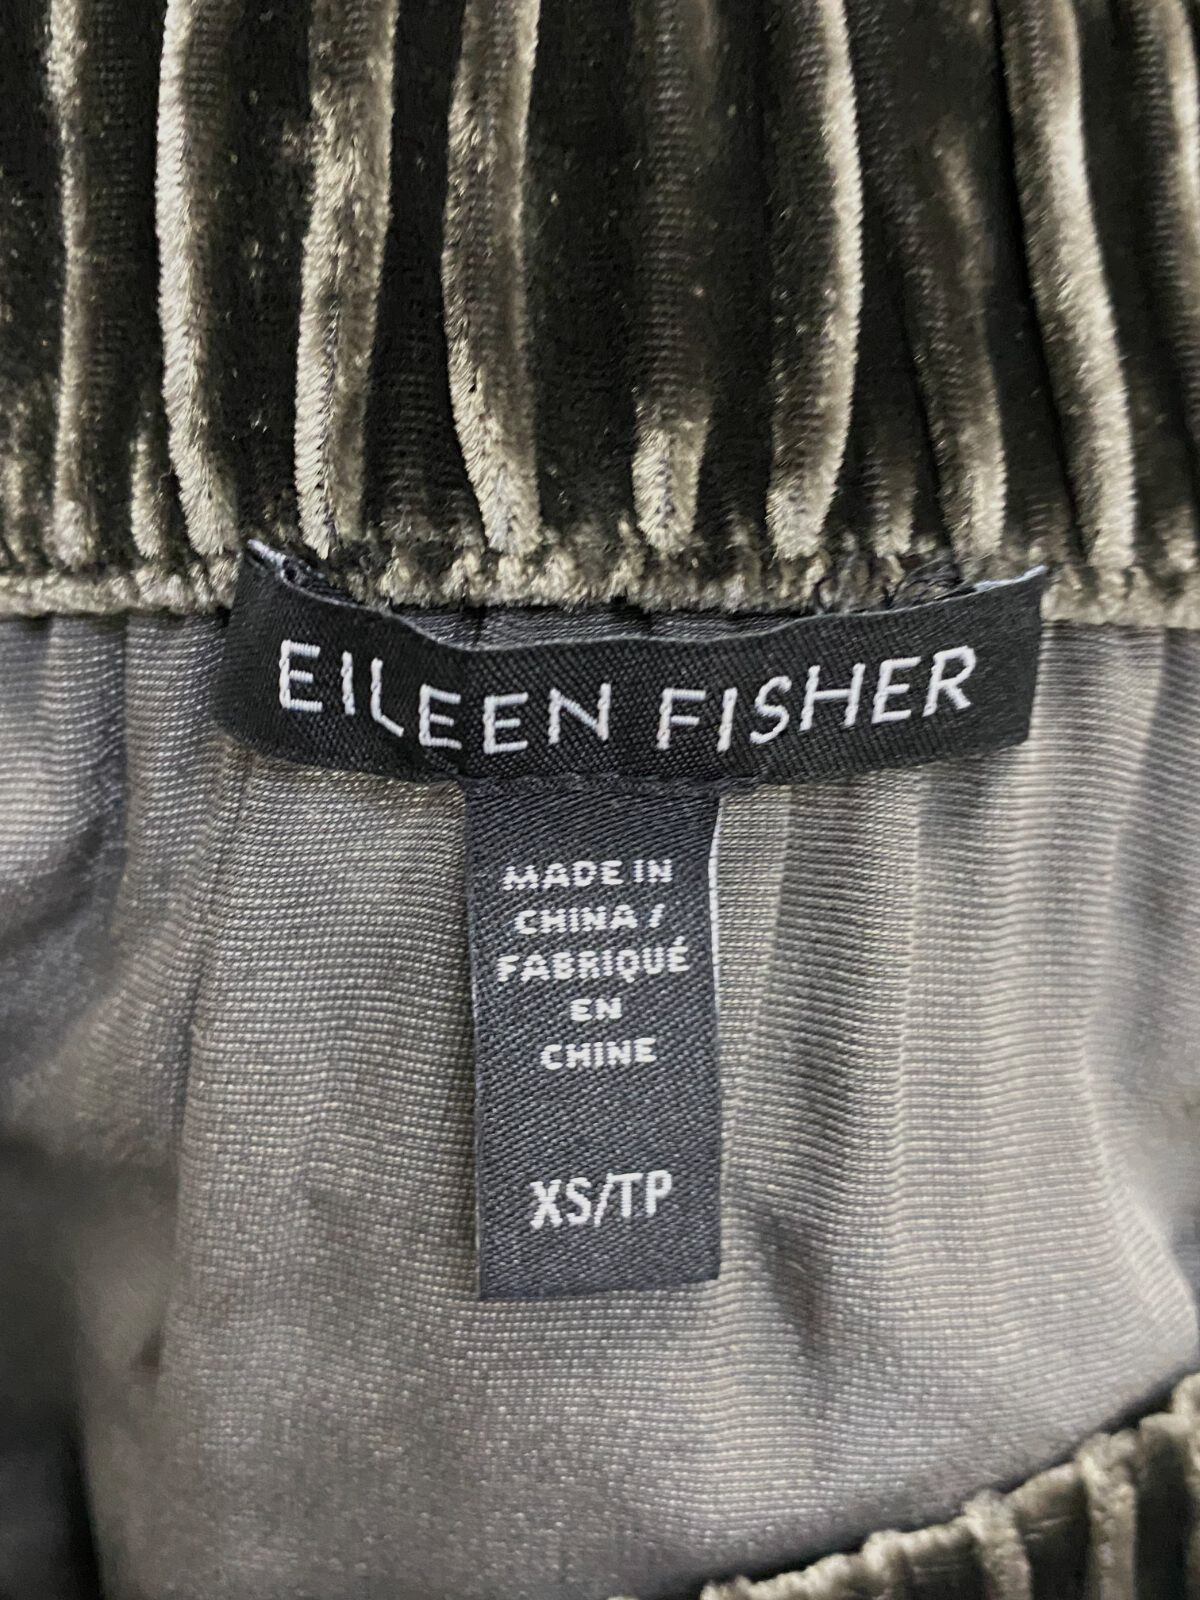 EILEEN FISHER
MADE IN
CHINA /
FABRIQUÉ
EN
CHINE
XS/TP